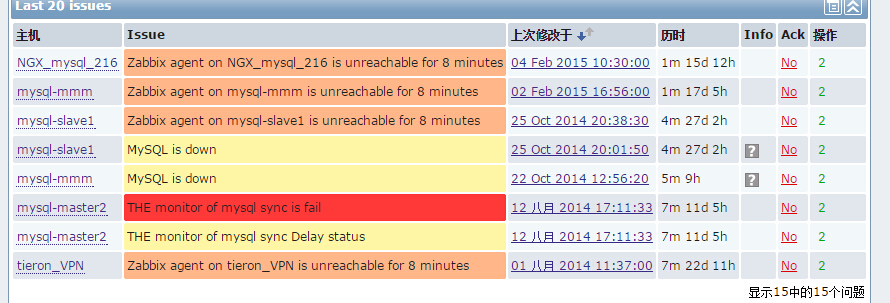 Last 20 issues
主机 Issue 上次修改于 历时 Info Ack 操作
NGX_mysql_216 Zabbix agent on NGX_mysql_216 is unreachable for 8 minutes 04 Feb 2015 10:30:00 1m 15d 12h No 2
mysql-mmm Zabbix agent on mysql-mmm is unreachable for 8 minutes 02 Feb 2015 16:56:00 1m 17d 5h No 2
mysql-slave1 Zabbix agent on mysql-slave1 is unreachable for 8 minutes 25 Oct 2014 20:38:30 4m 27d 2h No 2
mysql-slave1 MySQL is down 25 Oct 2014 20:01:50 4m 27d 2h ? No 2
mysql-mmm MySQL is down 22 Oct 2014 12:56:20 5m 9h ? No 2
mysql-master2 THE monitor of mysql sync is fail 12 八月 2014 17:11:33 7m 11d 5h No 2
mysql-master2 THE monitor of mysql sync Delay status 12 八月 2014 17:11:33 7m 11d 5h No 2
tieron_VPN Zabbix agent on tieron_VPN is unreachable for 8 minutes 01 八月 2014 11:37:00 7m 22d 11h No 2
显示15中的15个问题